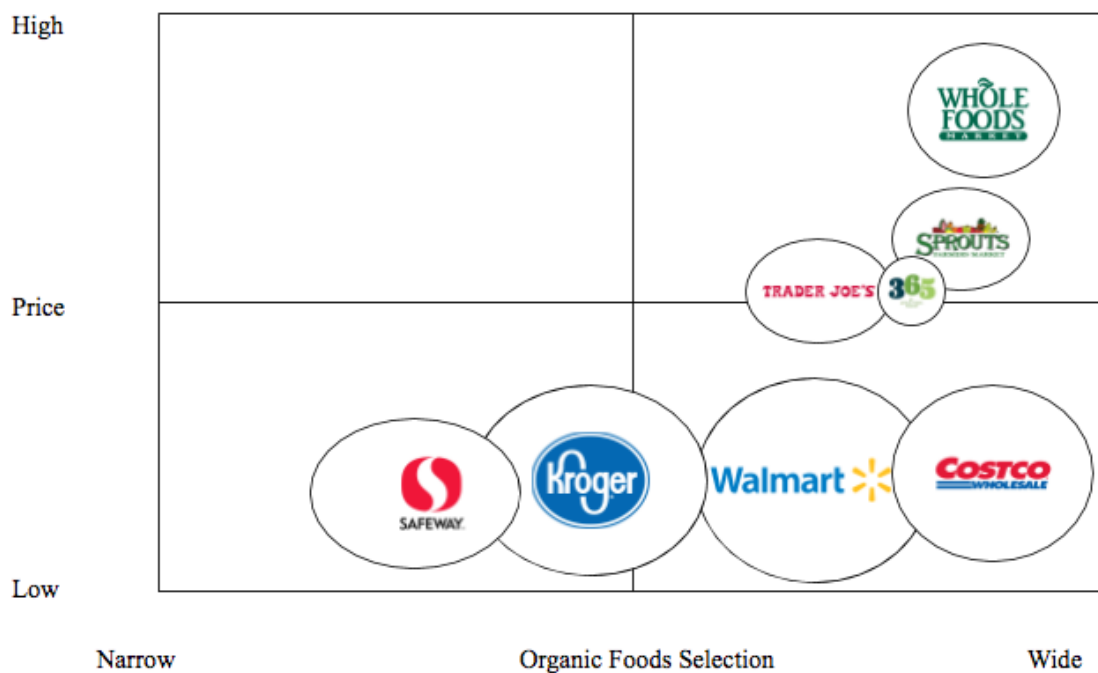 High
WHOLE
FOODS
MARKET
SPROUTS
FARMERS MARKET
TRADER JOE'S
365
Price
Kroger
Walmart
COSTCO
WHOLESALE
SAFEWAY
Low
Narrow
Organic Foods Selection
Wide